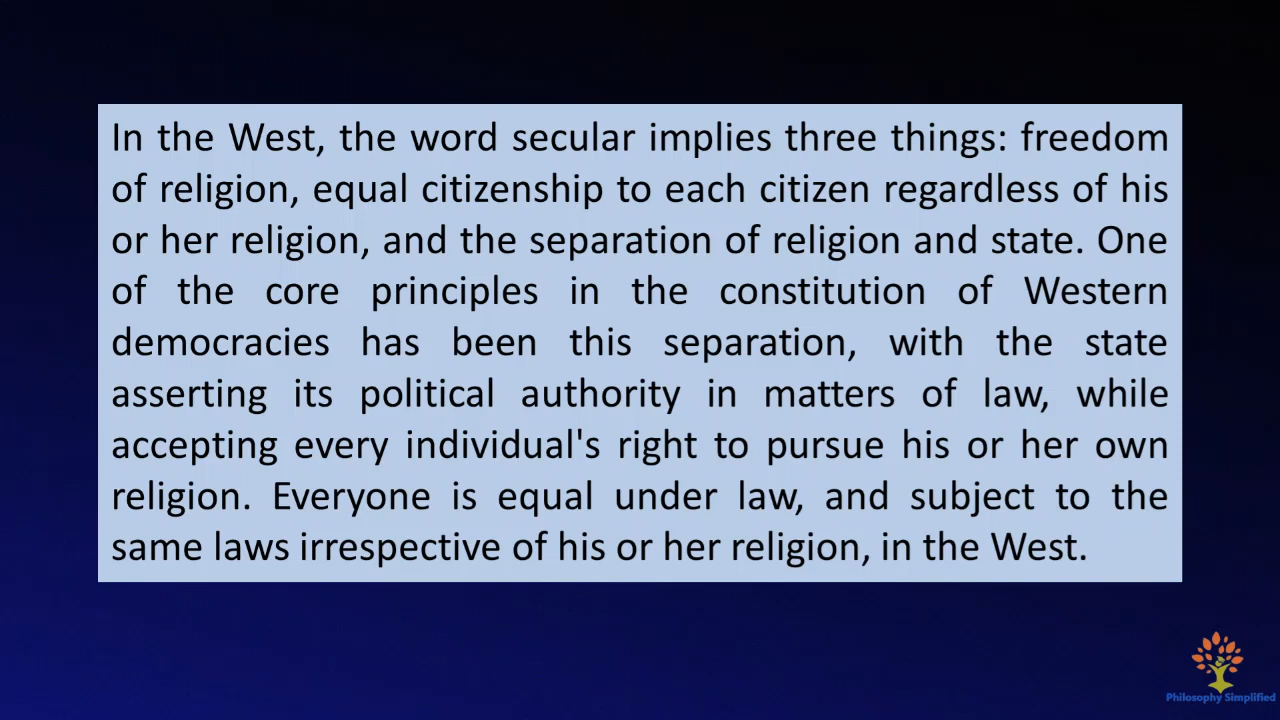 In the West, the word secular implies three things: freedom
of religion, equal citizenship to each citizen regardless of his
or her religion, and the separation of religion and state. One
of the core principles in the constitution of Western
democracies has been this separation, with the state
asserting its political authority in matters of law, while
accepting every individual's right to pursue his or her own
religion. Everyone is equal under law, and subject to the
same laws irrespective of his or her religion, in the West.
Philosophy Simplified